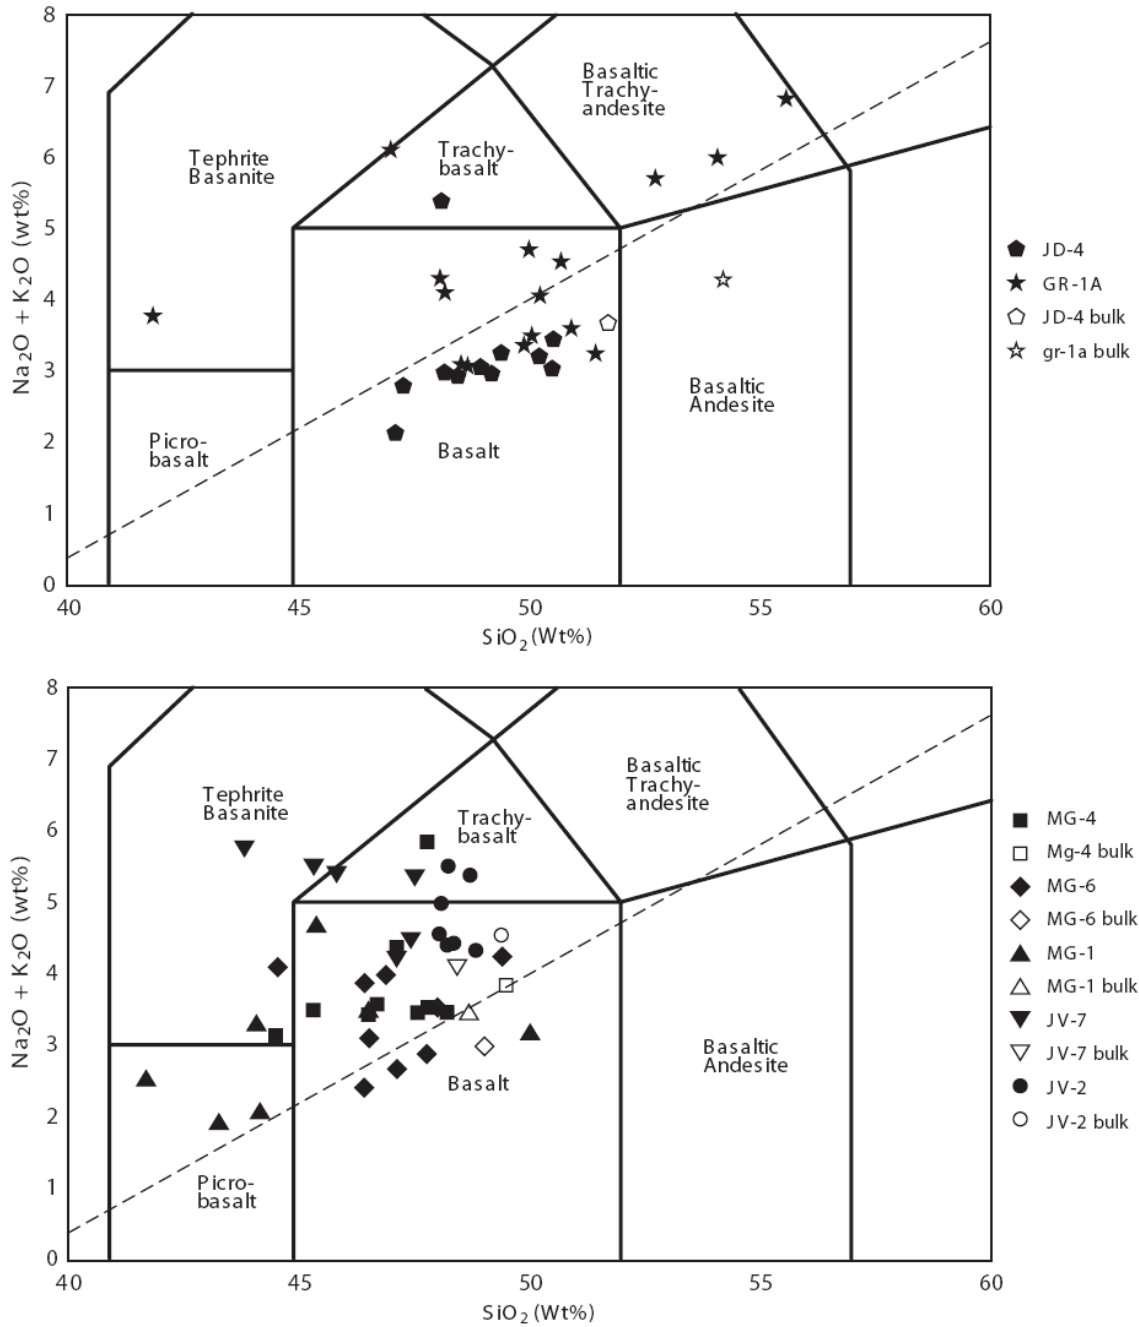 8
7
6
5
4
3
2
1
0
Na2O + K2O (wt%)
Tephrite
Basanite
Trachy-
basalt
Basaltic
Trachy-
andesite
Picro-
basalt
Basalt
Basaltic
Andesite
40 45 50 55 60
SiO2 (Wt%)
JD-4
GR-1A
JD-4 bulk
gr-1a bulk
8
7
6
5
4
3
2
1
0
Na2O + K2O (wt%)
Tephrite
Basanite
Trachy-
basalt
Basaltic
Trachy-
andesite
Picro-
basalt
Basalt
Basaltic
Andesite
40 45 50 55 60
SiO2 (Wt%)
MG-4
Mg-4 bulk
MG-6
MG-6 bulk
MG-1
MG-1 bulk
JV-7
JV-7 bulk
JV-2
JV-2 bulk